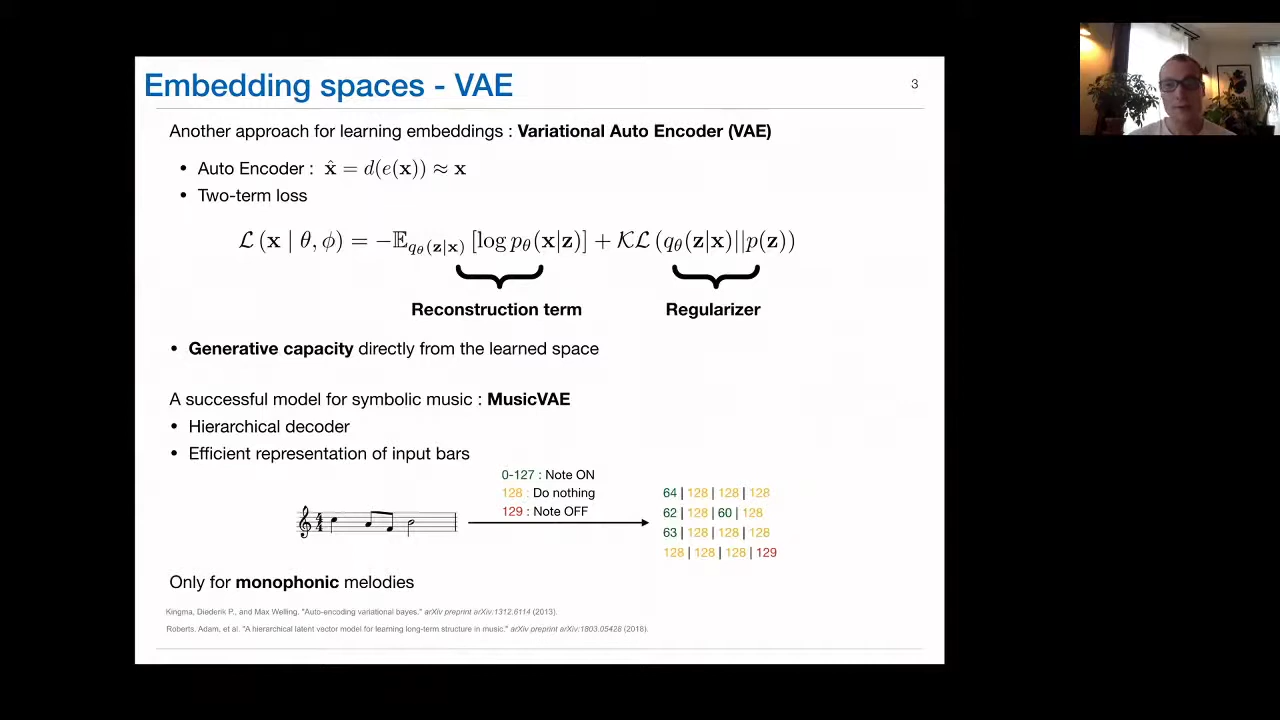 Embedding spaces - VAE
3
Another approach for learning embeddings : Variational Auto Encoder (VAE)
• Auto Encoder : x̂ = d(e(x)) ≈ x
• Two-term loss
ℒ (x | θ, ϕ) = −𝔼_{q_θ(z|x)} [log p_θ(x|z)] + 𝒦ℒ (q_θ(z|x)||p(z))
Reconstruction term
Regularizer
• Generative capacity directly from the learned space
A successful model for symbolic music : MusicVAE
• Hierarchical decoder
• Efficient representation of input bars
0-127 : Note ON
128 : Do nothing
129 : Note OFF
64 | 128 | 128 | 128
62 | 128 | 60 | 128
63 | 128 | 128 | 128
128 | 128 | 128 | 129
4
4
Only for monophonic melodies
Kingma, Diederik P., and Max Welling. "Auto-encoding variational bayes." arXiv preprint arXiv:1312.6114 (2013).
Roberts. Adam, et al. "A hierarchical latent vector model for learning long-term structure in music." arXiv preprint arXiv:1803.05428 (2018).